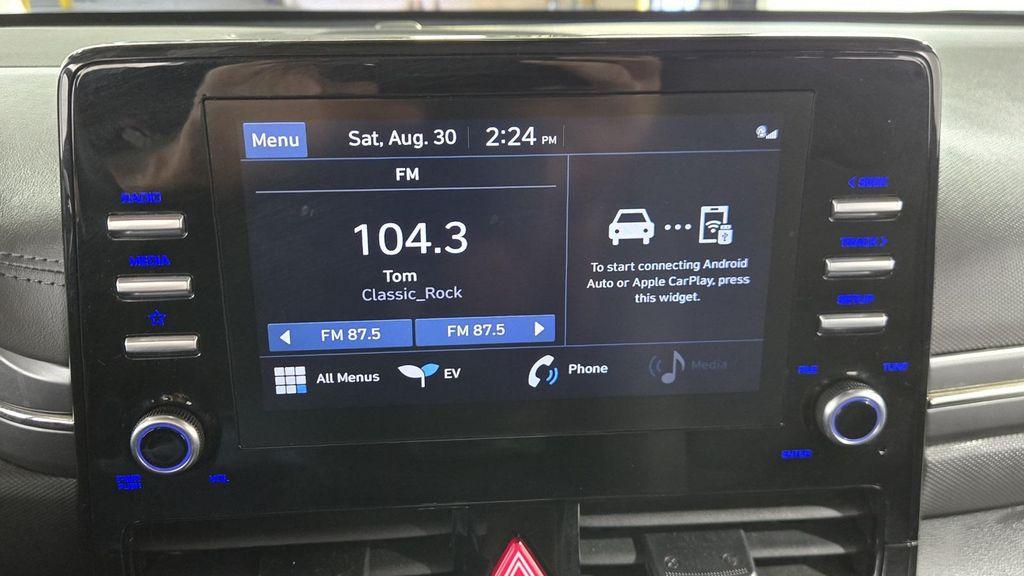 Menu
Sat, Aug. 30
2:24 PM
FM
104.3
Tom
Classic_Rock
FM 87.5
FM 87.5
To start connecting Android
Auto or Apple CarPlay, press
this widget.
All Menus
EV
Phone
Media
RADIO
MEDIA
PWR
PUSH
VOL
< SEEK
TRACK >
SETUP
FILE
TUNE
ENTER